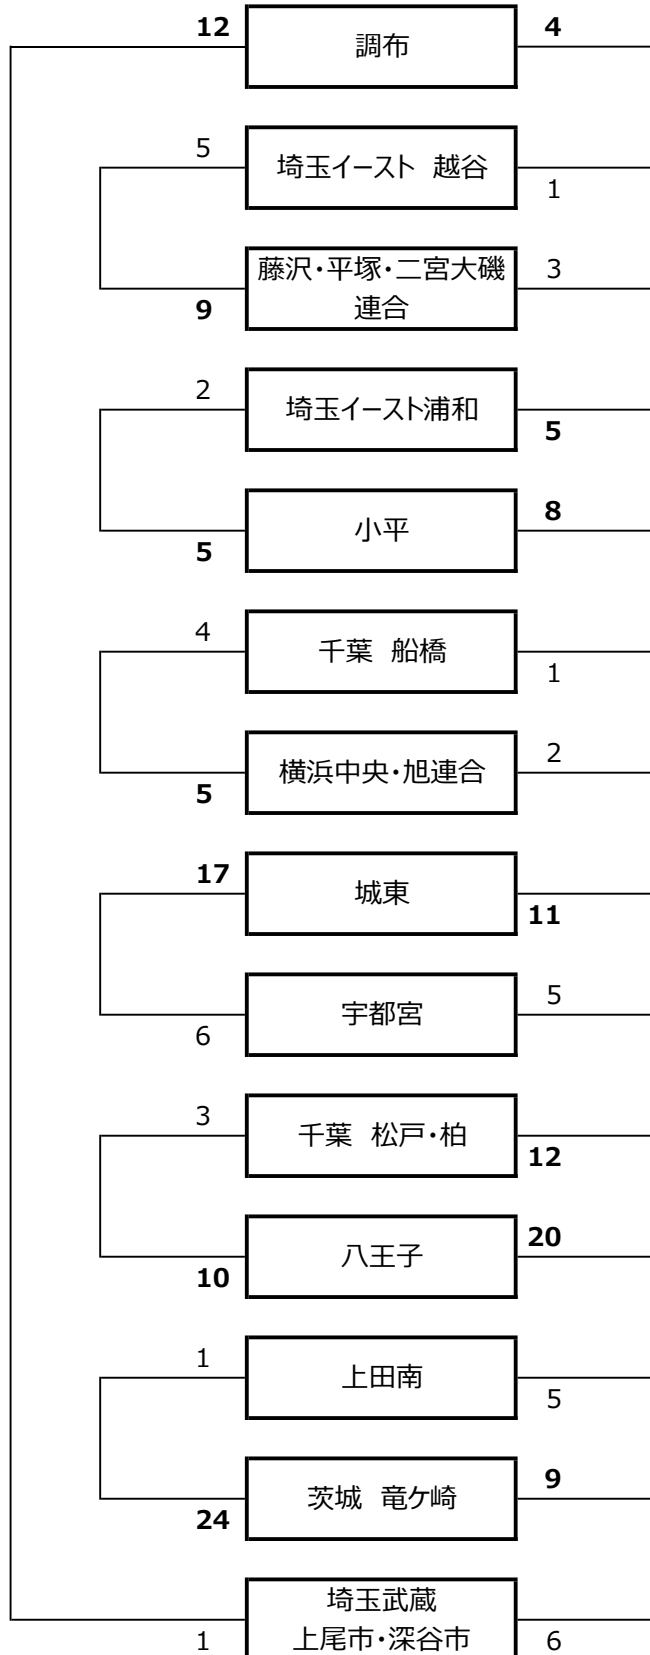 12 調布 4
5 埼玉イースト 越谷 1
藤沢・平塚・二宮大磯 3
9 連合
2 埼玉イースト浦和 5
小平 8
5
4 千葉 船橋 1
横浜中央・旭連合 2
5
17 城東 11
宇都宮 5
6
3 千葉 松戸・柏 12
八王子 20
10
1 上田南 5
茨城 竜ケ崎 9
24
埼玉武蔵
1 上尾市・深谷市 6